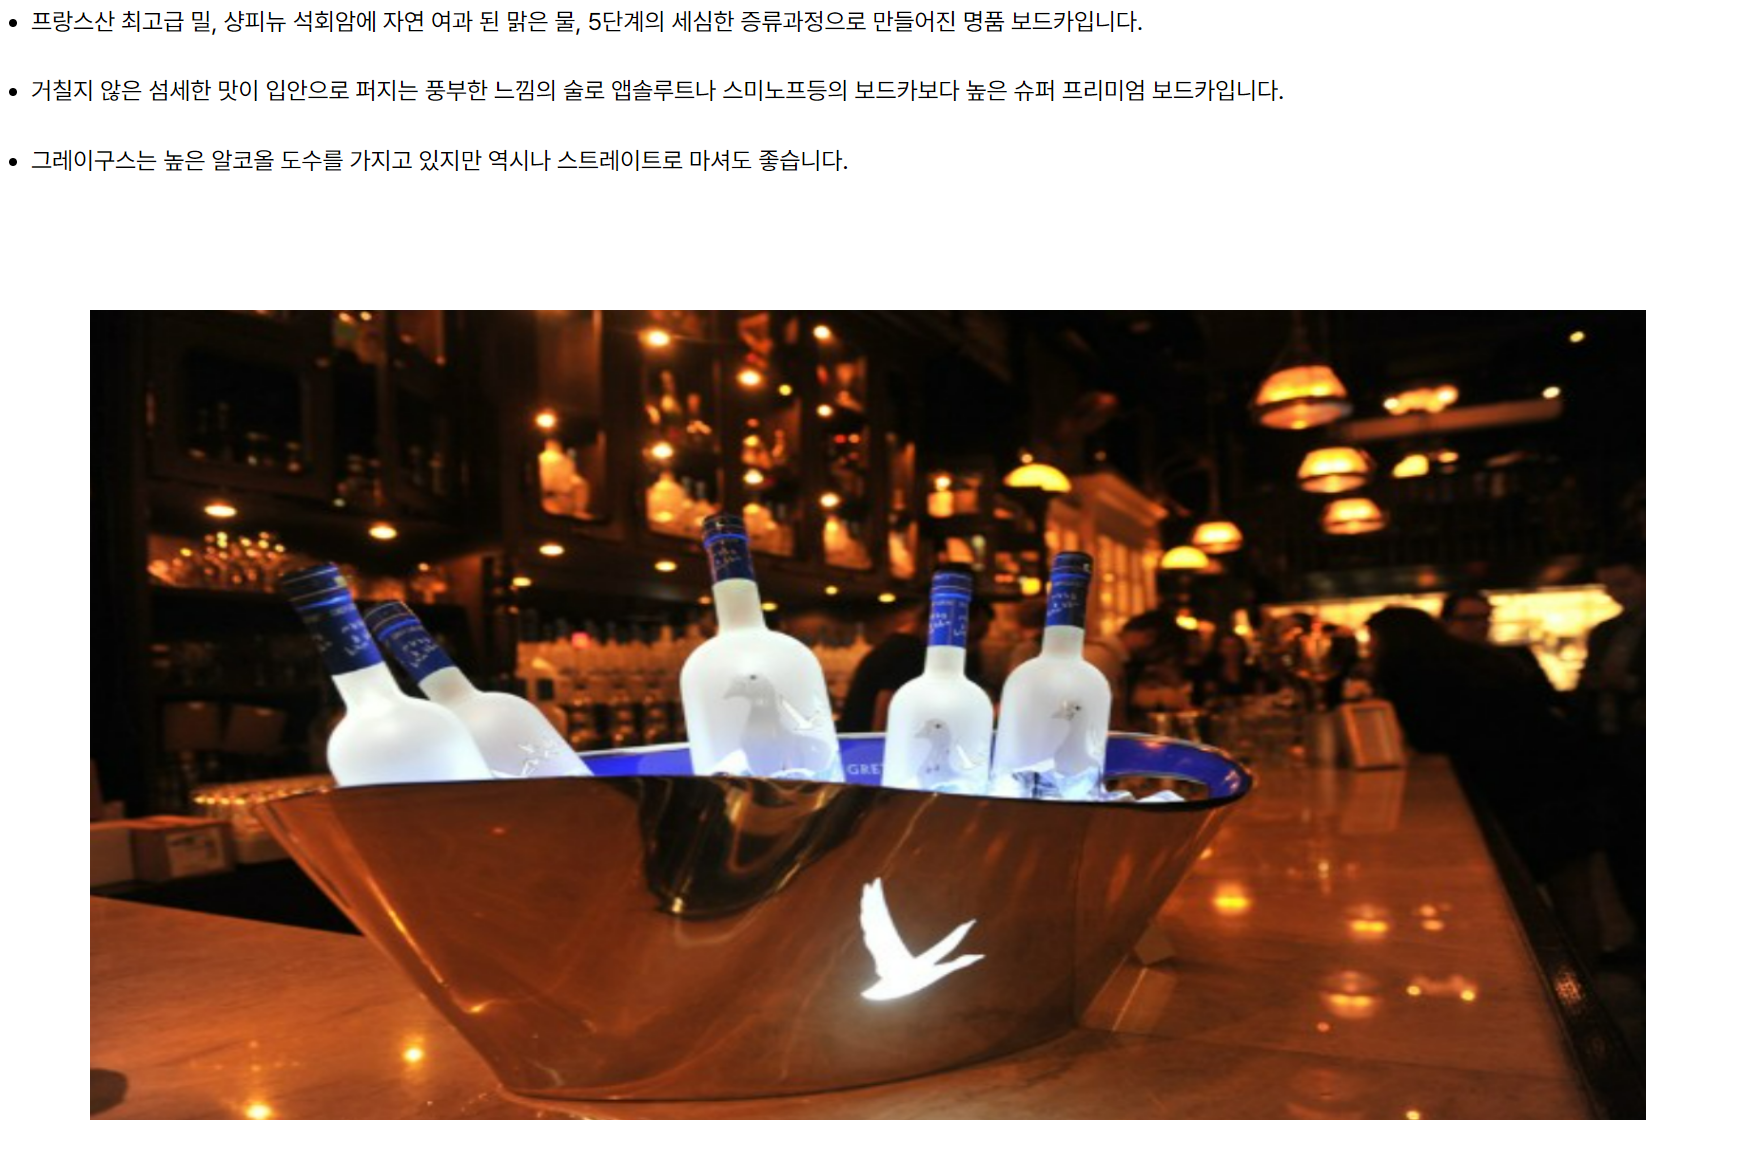 프랑스산 최고급 밀, 샹피뉴 석회암에 자연 여과 된 맑은 물, 5단계의 세심한 증류과정으로 만들어진 명품 보드카입니다.
거칠지 않은 섬세한 맛이 입안으로 퍼지는 풍부한 느낌의 술로 앱솔루트나 스미노프등의 보드카보다 높은 슈퍼 프리미엄 보드카입니다.
그레이구스는 높은 알코올 도수를 가지고 있지만 역시나 스트레이트로 마셔도 좋습니다.